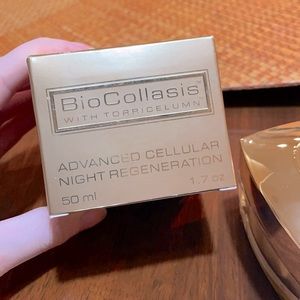 BioCollasis
WITH TORRICELUMN
ADVANCED CELLULAR
NIGHT REGENERATION
50 ml 1.7 oz